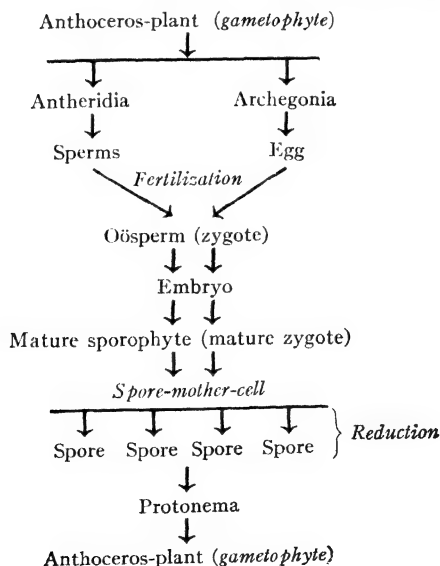 Anthoceros-plant (gametophyte)
Antheridia Archegonia
Sperms Egg
Fertilization
Oösperm (zygote)
Embryo
Mature sporophyte (mature zygote)
Spore-mother-cell
Spore Spore Spore Spore
Reduction
Protonema
Anthoceros-plant (gametophyte)